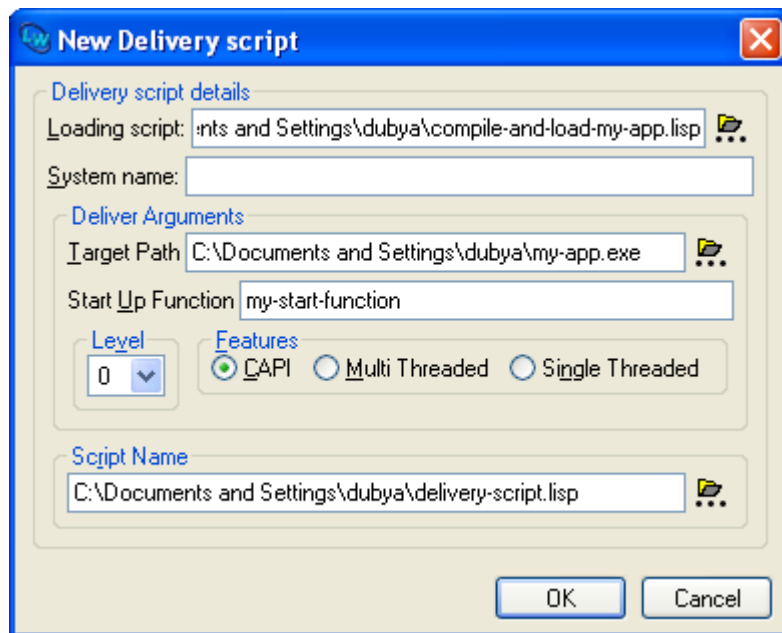 LW New Delivery script
Delivery script details
Loading script: nts and Settings\dubya\compile-and-load-my-app.lisp
System name:
Deliver Arguments
Target Path C:\Documents and Settings\dubya\my-app.exe
Start Up Function my-start-function
Level Features
0 CAPI Multi Threaded Single Threaded
Script Name
C:\Documents and Settings\dubya\delivery-script.lisp
OK Cancel